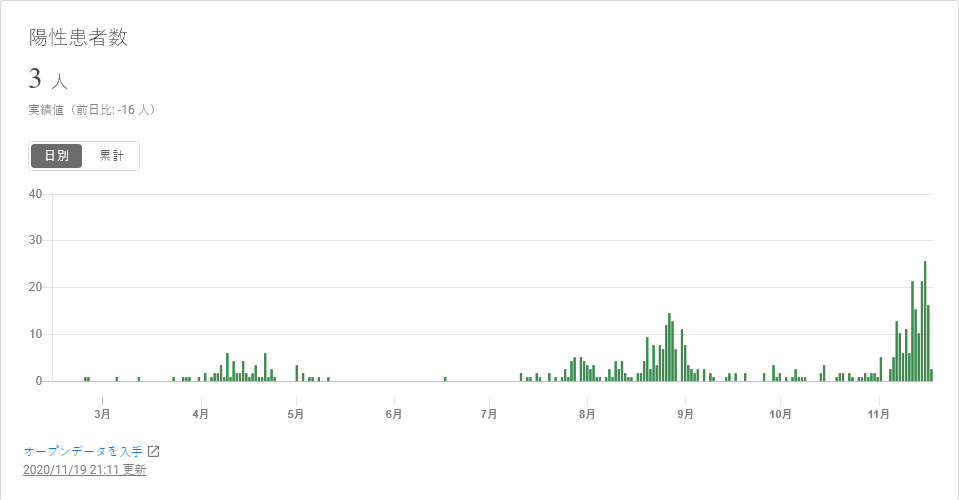 陽性患者数
3 人
実績値（前日比: -16 人）
日別 累計
40
30
20
10
0
3月 4月 5月 6月 7月 8月 9月 10月 11月
オープンデータを入手
2020/11/19 21:11 更新